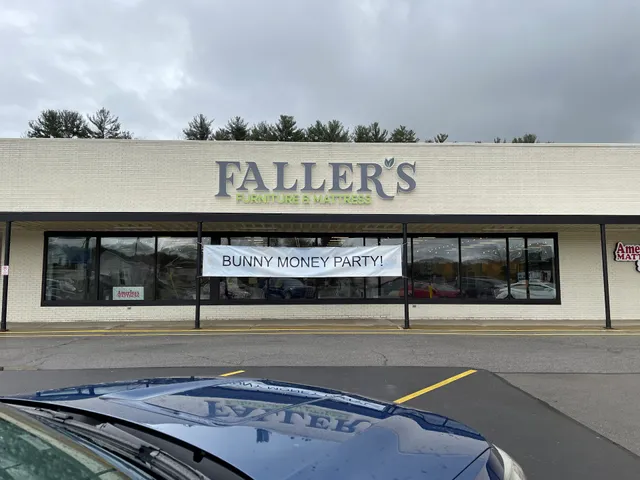 FALLER'S
FURNITURE & MATTRESS
BUNNY MONEY PARTY!